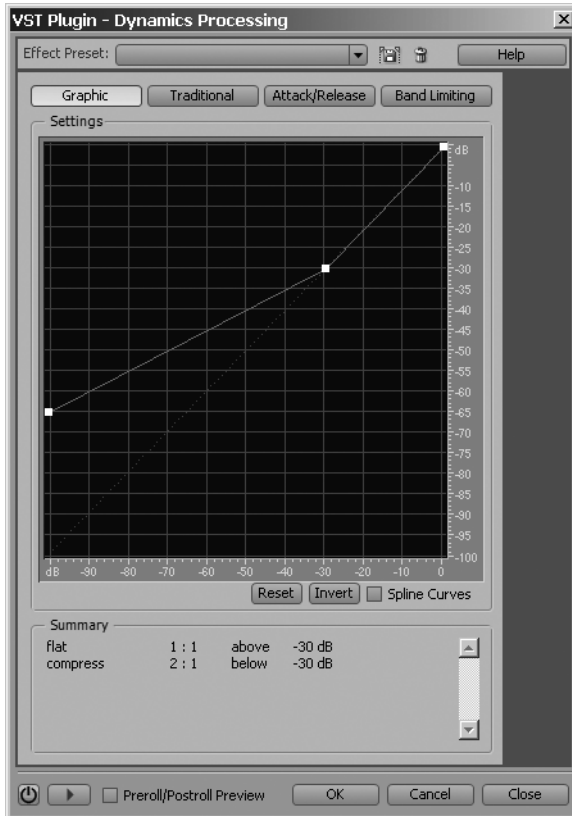 VST Plugin - Dynamics Processing
Effect Preset:
Help
Graphic Traditional Attack/Release Band Limiting
Settings
dB
-10
-15
-20
-25
-30
-35
-40
-45
-50
-55
-60
-65
-70
-75
-80
-85
-90
-95
-100
dB -90 -80 -70 -60 -50 -40 -30 -20 -10 0
Reset Invert Spline Curves
Summary
flat 1 : 1 above -30 dB
compress 2 : 1 below -30 dB
Preroll/Postroll Preview OK Cancel Close